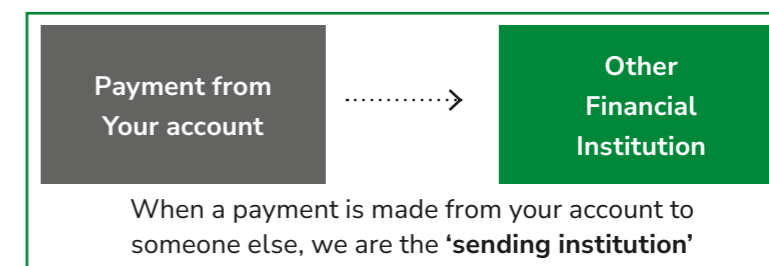 Payment from
Your account
Other
Financial
Institution
When a payment is made from your account to
someone else, we are the ‘sending institution’